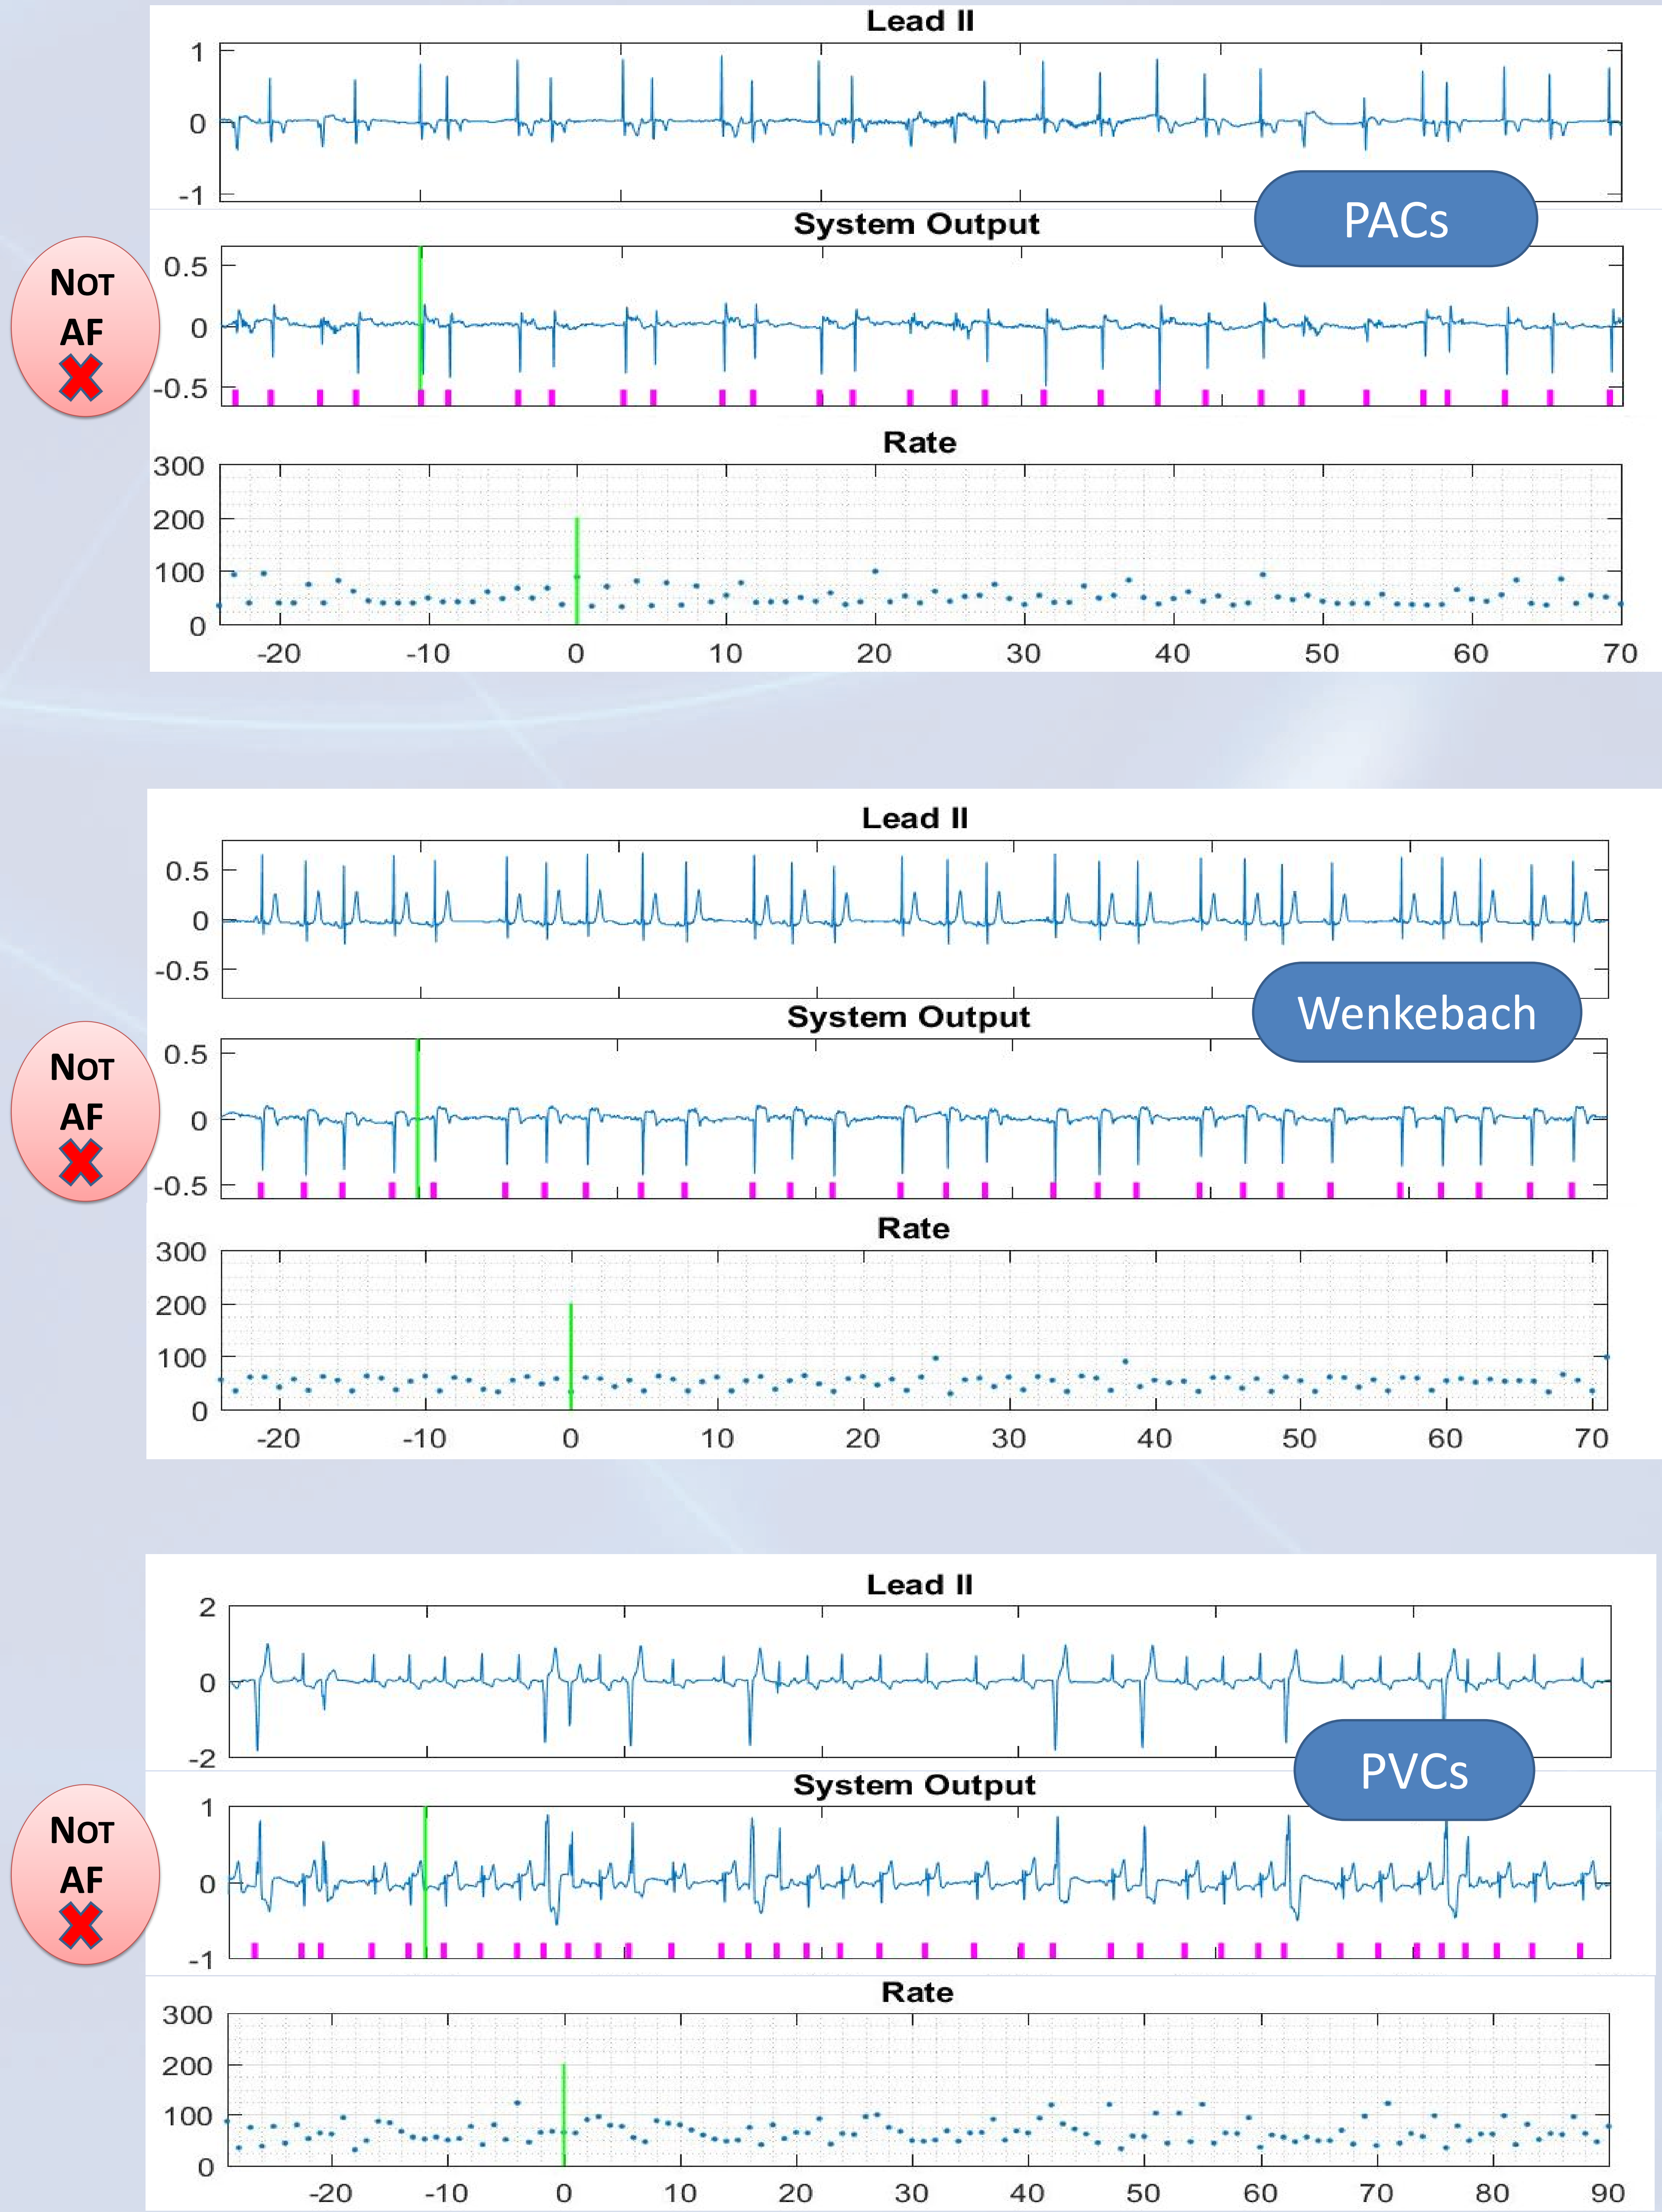 Lead II
1
0
-1
PACs
System Output
NOT
AF
0.5
0
-0.5
Rate
300
200
100
0
-20 -10 0 10 20 30 40 50 60 70
Lead II
0.5
0
-0.5
Wenkebach
System Output
NOT
AF
0.5
0
-0.5
Rate
300
200
100
0
-20 -10 0 10 20 30 40 50 60 70
Lead II
2
0
-2
PVCs
System Output
NOT
AF
1
0
-1
Rate
300
200
100
0
-20 -10 0 10 20 30 40 50 60 70 80 90